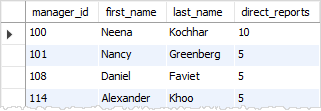 manager_id first_name last_name direct_reports
100 Neena Kochhar 10
101 Nancy Greenberg 5
108 Daniel Faviet 5
114 Alexander Khoo 5